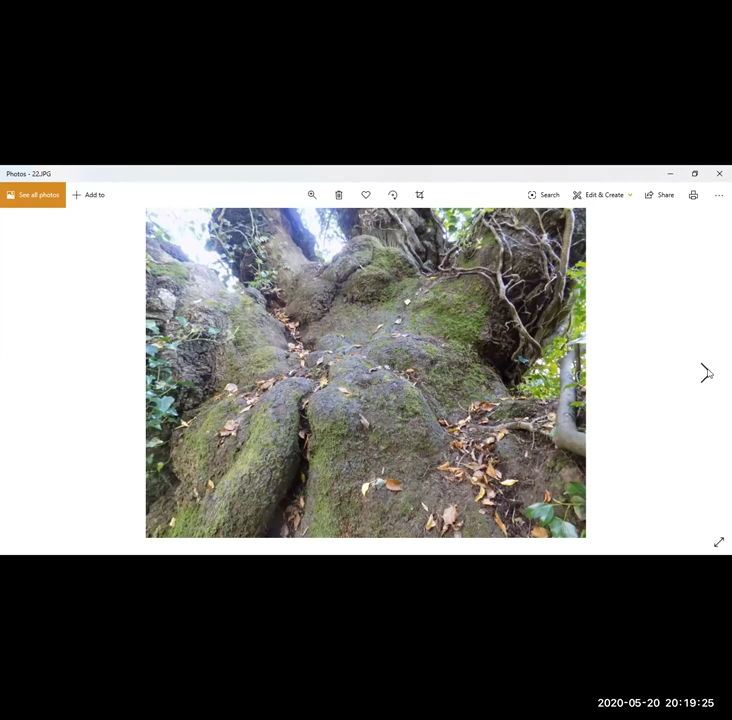 Photos - 22.JPG
See all photos
Add to
Search
Edit & Create
Share
2020-05-20 20:19:25